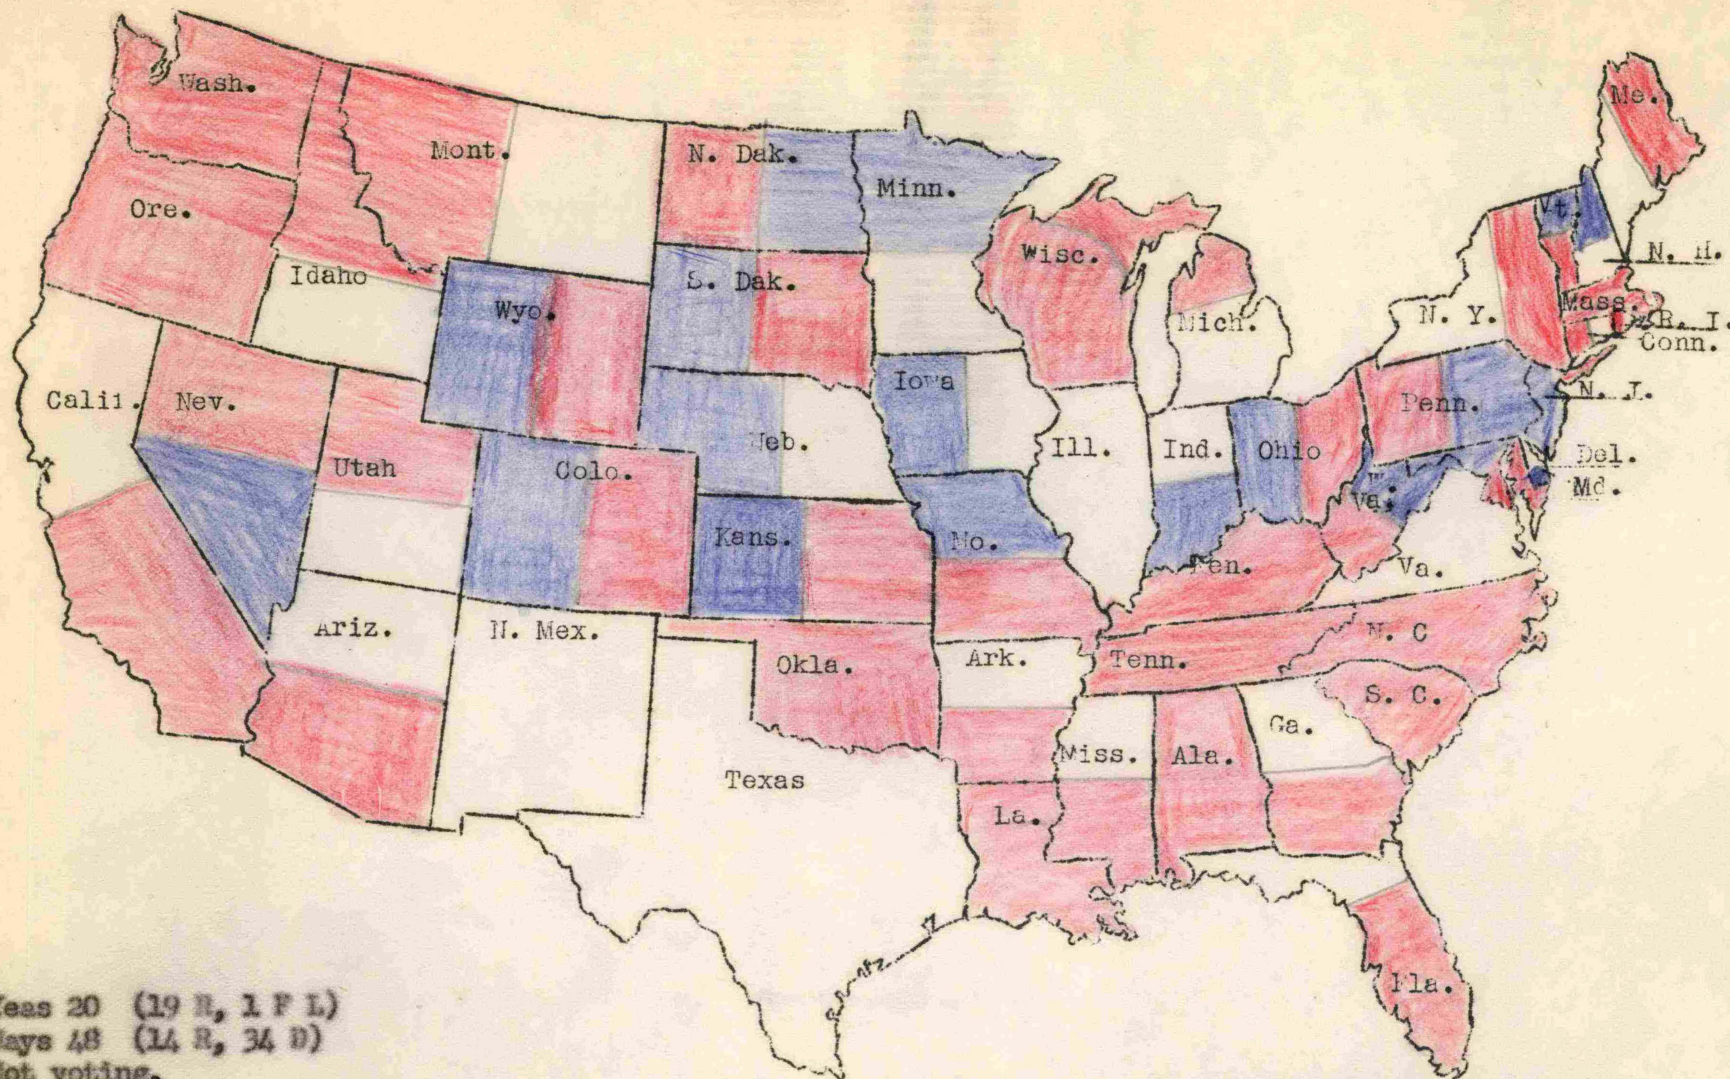 Wash.
Mont.
N. Dak.
Minn.
Me.
Ore.
Idaho
Wyo.
S. Dak.
Wisc.
Mich.
Vt.
N. H.
N. Y.
Mass.
R. I.
Conn.
Calif.
Nev.
Utah
Colo.
Neb.
Iowa
Ill.
Ind.
Ohio
Penn.
N. J.
Del.
Md.
W.
Va.
Kans.
Mo.
Ken.
Va.
Ariz.
N. Mex.
Okla.
Ark.
Tenn.
N. C
S. C.
Texas
La.
Miss.
Ala.
Ga.
Fla.
Yeas 20 (19 R, 1 F L)
Nays 48 (14 R, 34 D)
Not voting.